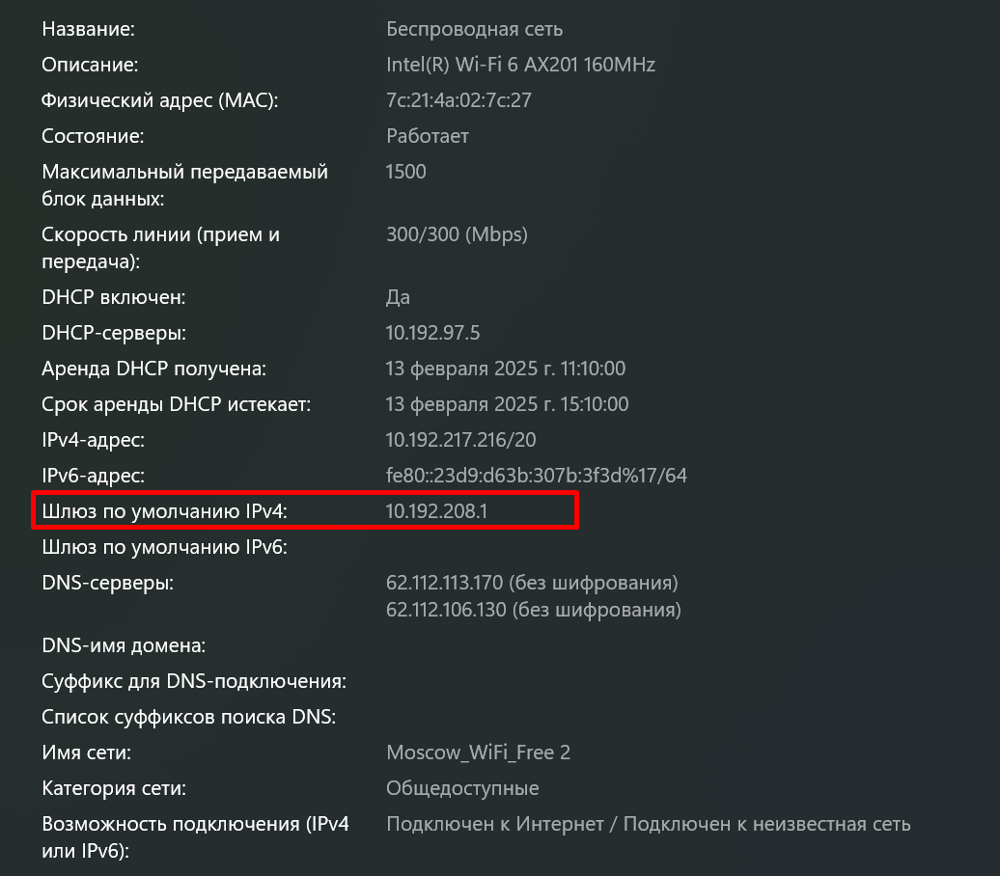 Название: Беспроводная сеть
Описание: Intel(R) Wi-Fi 6 AX201 160MHz
Физический адрес (MAC): 7c:21:4a:02:7c:27
Состояние: Работает
Максимальный передаваемый 1500
блок данных:
Скорость линии (прием и 300/300 (Mbps)
передача):
DHCP включен: Да
DHCP-серверы: 10.192.97.5
Аренда DHCP получена: 13 февраля 2025 г. 11:10:00
Срок аренды DHCP истекает: 13 февраля 2025 г. 15:10:00
IPv4-адрес: 10.192.217.216/20
IPv6-адрес: fe80::23d9:d63b:307b:3f3d%17/64
Шлюз по умолчанию IPv4: 10.192.208.1
Шлюз по умолчанию IPv6:
DNS-серверы: 62.112.113.170 (без шифрования)
62.112.106.130 (без шифрования)
DNS-имя домена:
Суффикс для DNS-подключения:
Список суффиксов поиска DNS:
Имя сети: Moscow_WiFi_Free 2
Категория сети: Общедоступные
Возможность подключения (IPv4 Подключен к Интернет / Подключен к неизвестная сеть
или IPv6):